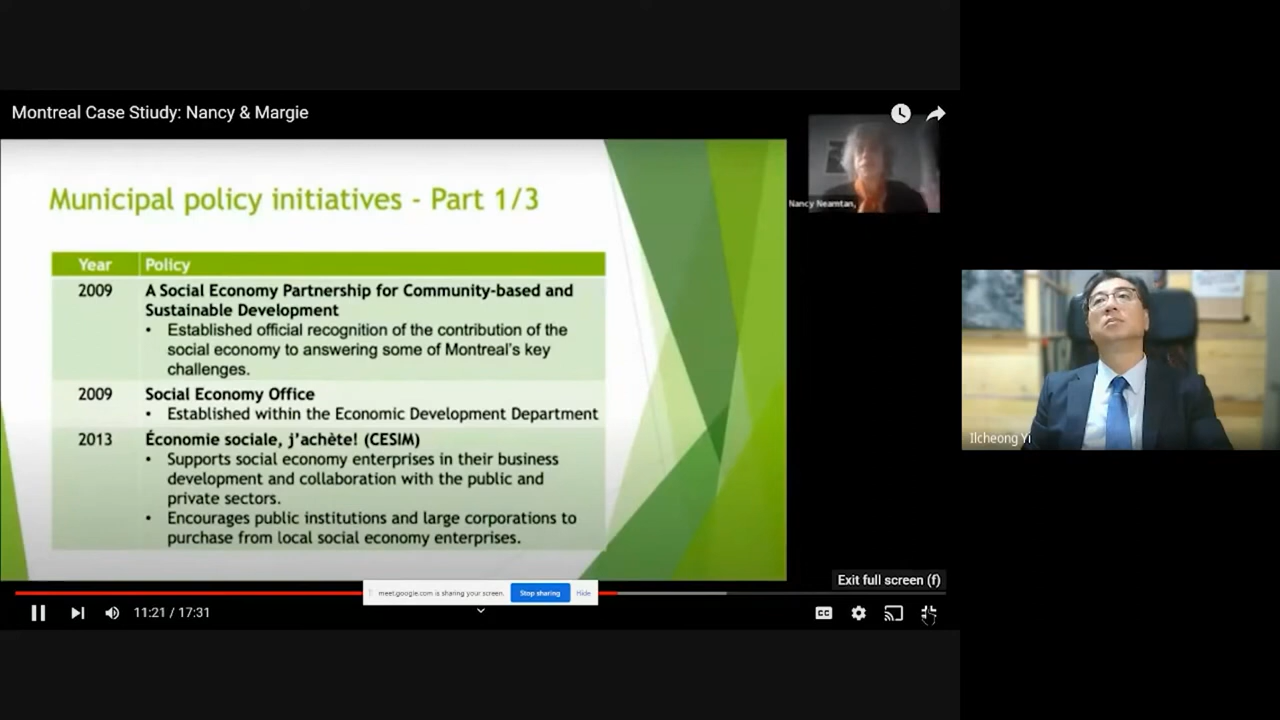 Montreal Case Stiudy: Nancy & Margie
Nancy Neamtan,
Municipal policy initiatives - Part 1/3
Year Policy
2009 A Social Economy Partnership for Community-based and
Sustainable Development
• Established official recognition of the contribution of the
social economy to answering some of Montreal's key
challenges.
2009 Social Economy Office
• Established within the Economic Development Department
2013 Économie sociale, j'achète! (CESIM)
• Supports social economy enterprises in their business
development and collaboration with the public and
private sectors.
• Encourages public institutions and large corporations to
purchase from local social economy enterprises.
Ilcheong Yi
Exit full screen (f)
meet.google.com is sharing your screen. Stop sharing Hide
11:21 / 17:31
CC